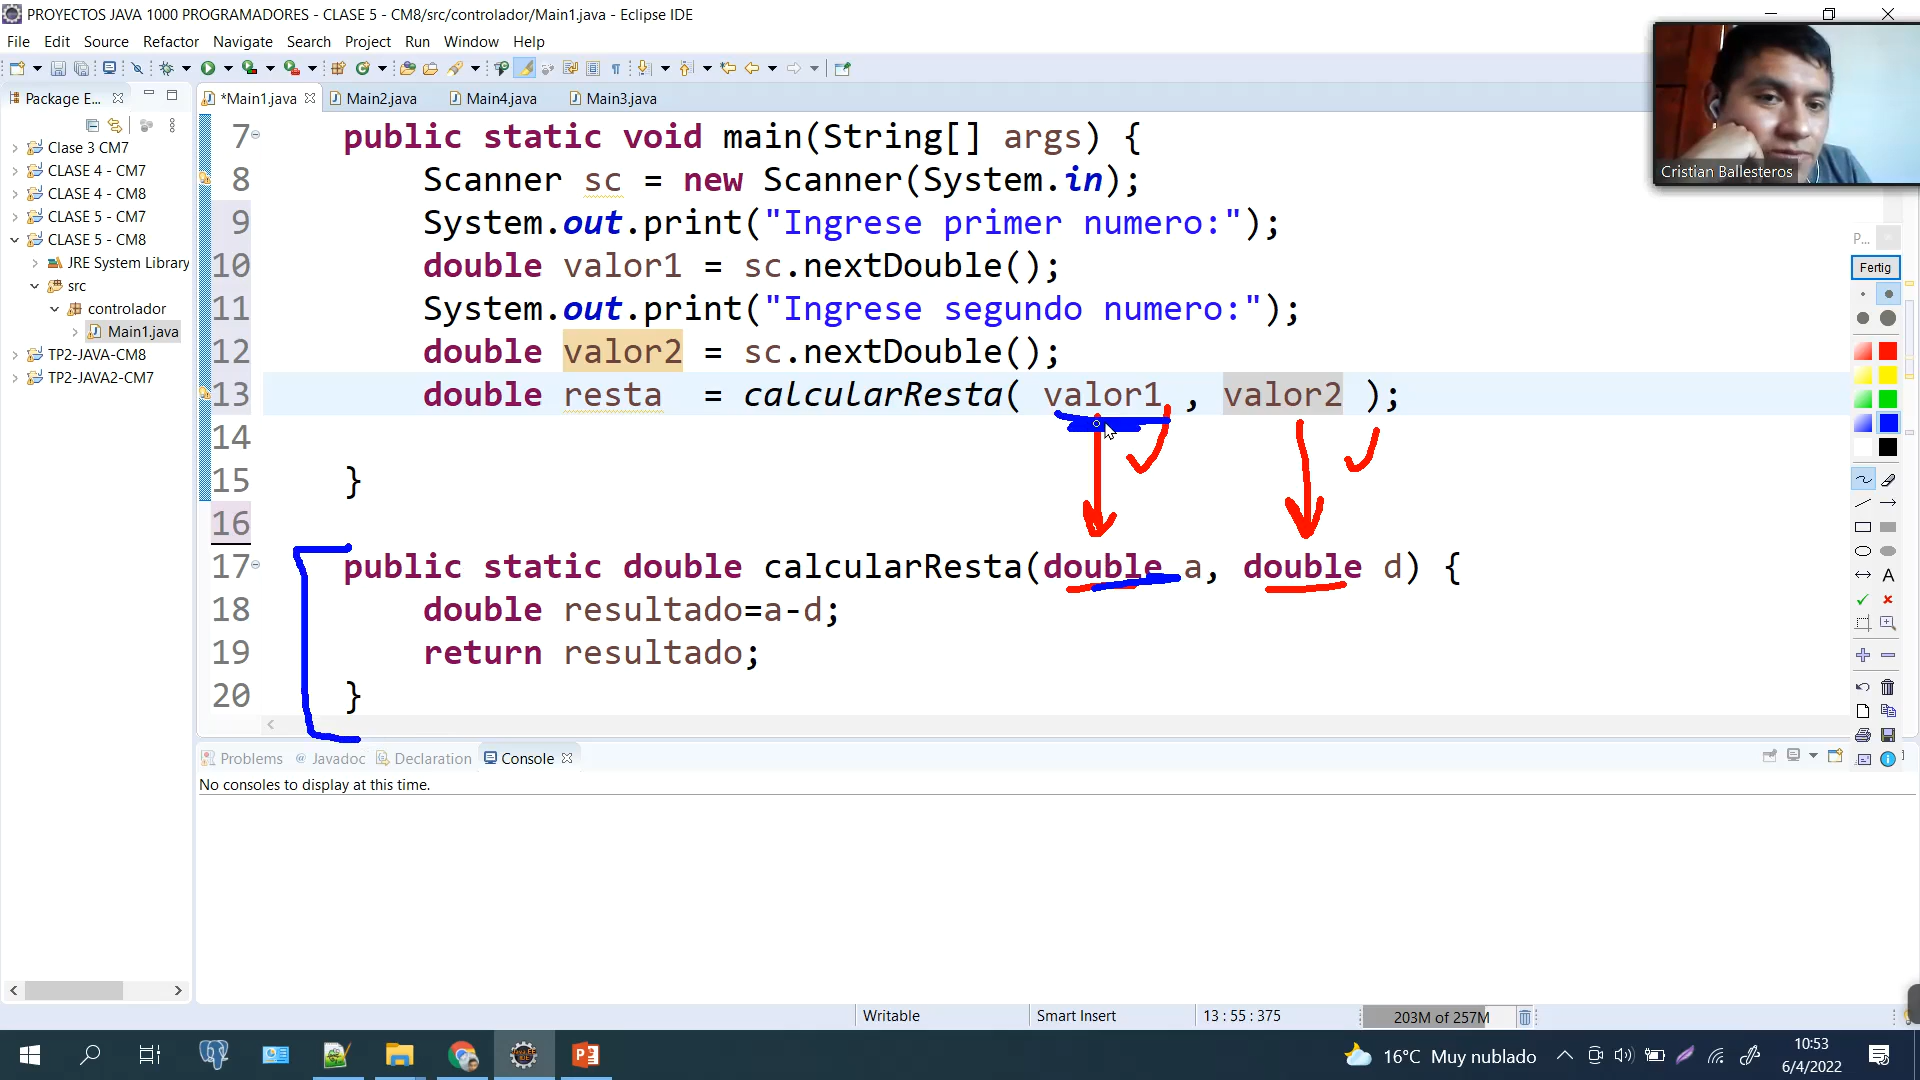 PROYECTOS JAVA 1000 PROGRAMADORES - CLASE 5 - CM8/src/controlador/Main1.java - Eclipse IDE
File Edit Source Refactor Navigate Search Project Run Window Help
Package E...
*Main1.java Main2.java Main4.java Main3.java
Clase 3 CM7
CLASE 4 - CM7
CLASE 4 - CM8
CLASE 5 - CM7
CLASE 5 - CM8
JRE System Library
src
controlador
Main1.java
TP2-JAVA-CM8
TP2-JAVA2-CM7
7 public static void main(String[] args) {
8 Scanner sc = new Scanner(System.in);
9 System.out.print("Ingrese primer numero:");
10 double valor1 = sc.nextDouble();
11 System.out.print("Ingrese segundo numero:");
12 double valor2 = sc.nextDouble();
13 double resta = calcularResta( valor1 , valor2 );
14
15 }
16
17 public static double calcularResta(double a, double d) {
18 double resultado=a-d;
19 return resultado;
20 }
Cristian Ballesteros
P...
Fertig
A
Problems Javadoc Declaration Console
No consoles to display at this time.
Writable Smart Insert 13 : 55 : 375 203M of 257M
16°C Muy nublado
10:53
6/4/2022